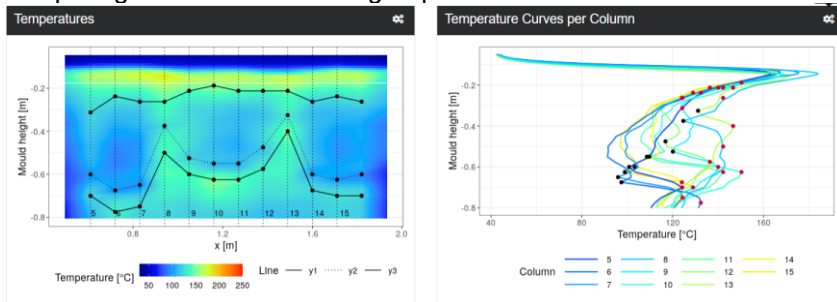 Temperatures
Temperature Curves per Column
Mould height [m]
-0.2
-0.4
-0.6
-0.8
5 6 7 8 9 10 11 12 13 14 15
0.4 0.8 1.2 1.6 2.0
x [m]
Temperature [°C]
50 100 150 200 250
Line y1 y2 y3
Mould height [m]
-0.2
-0.4
-0.6
-0.8
40 80 120 160
Temperature [°C]
Column
5 8 11 14
6 9 12 15
7 10 13